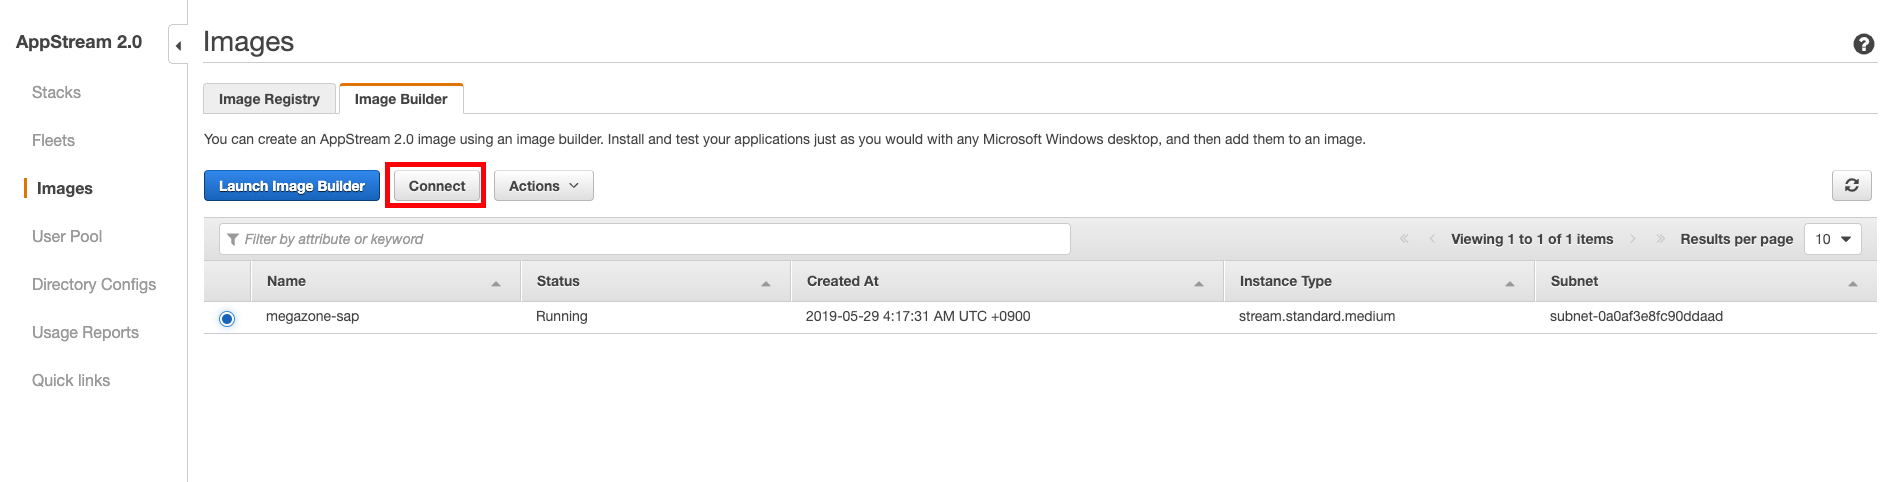 AppStream 2.0
Stacks
Fleets
Images
User Pool
Directory Configs
Usage Reports
Quick links
Images
Image Registry
Image Builder
You can create an AppStream 2.0 image using an image builder. Install and test your applications just as you would with any Microsoft Windows desktop, and then add them to an image.
Launch Image Builder
Connect
Actions
Filter by attribute or keyword
Viewing 1 to 1 of 1 items
Results per page
10
Name
Status
Created At
Instance Type
Subnet
megazone-sap
Running
2019-05-29 4:17:31 AM UTC +0900
stream.standard.medium
subnet-0a0af3e8fc90ddaad